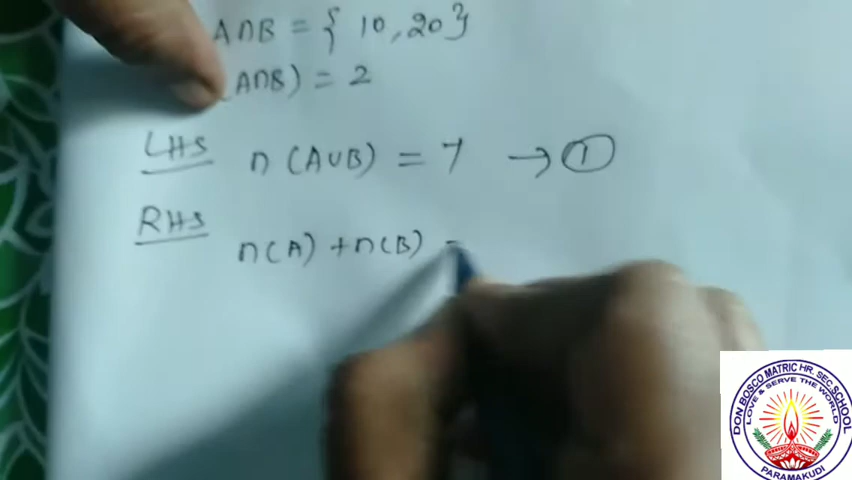 A∩B = { 10, 20}
(A∩B) = 2
LHS n (A∪B) = 7 → ①
RHS
n(A) + n(B) -
DON BOSCO MATRIC HR. SEC. SCHOOL
LOVE & SERVE THE WORLD
PARAMAKUDI